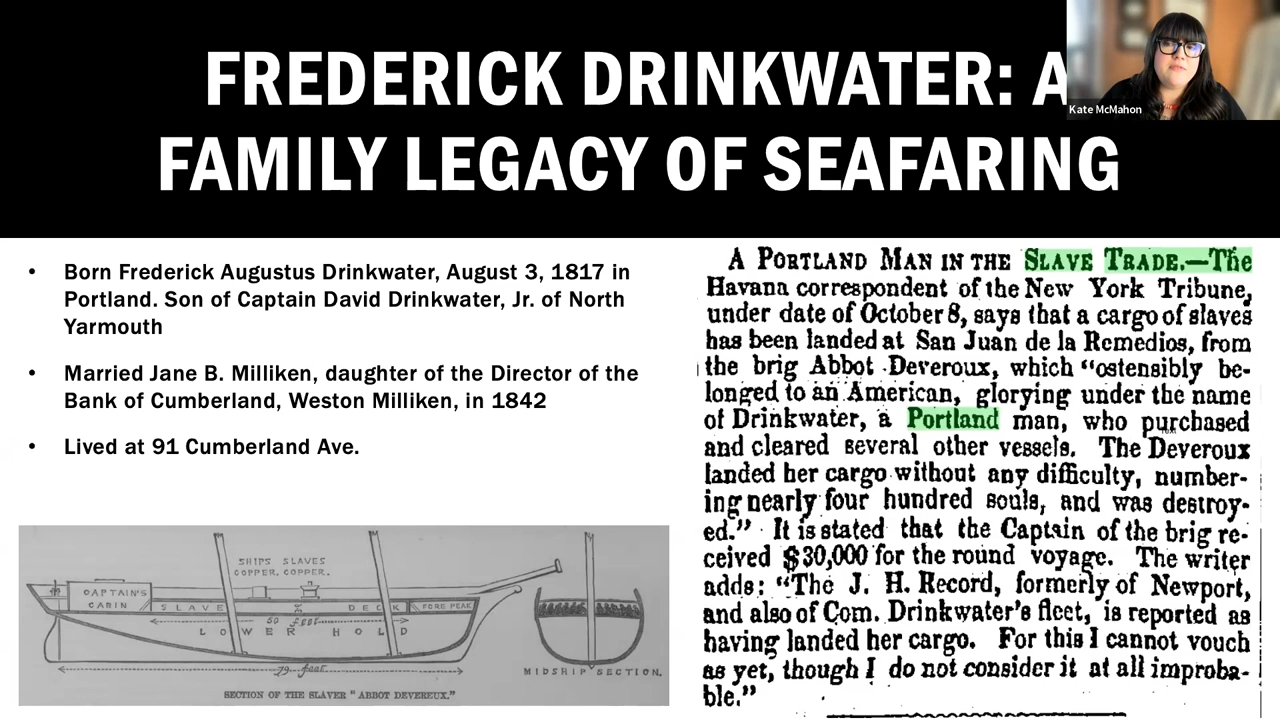 FREDERICK DRINKWATER: A
FAMILY LEGACY OF SEAFARING
Kate McMahon
• Born Frederick Augustus Drinkwater, August 3, 1817 in
Portland. Son of Captain David Drinkwater, Jr. of North
Yarmouth
• Married Jane B. Milliken, daughter of the Director of the
Bank of Cumberland, Weston Milliken, in 1842
• Lived at 91 Cumberland Ave.
SHIPS SLAVES
COPPER. COPPER.
CAPTAIN'S
CABIN
SLAVE DECK
FORE PEAK
50 feet
LOWER HOLD
79 feet
MIDSHIP SECTION.
SECTION OF THE SLAVER "ABBOT DEVEREUX."
A PORTLAND MAN IN THE SLAVE TRADE.—The
Havana correspondent of the New York Tribune,
under date of October 8, says that a cargo of slaves
has been landed at San Juan de la Remedios, from
the brig Abbot Deveroux, which "ostensibly be-
longed to an American, glorying under the name
of Drinkwater, a Portland man, who purchased
and cleared several other vessels. The Deveroux
landed her cargo without any difficulty, number-
ing nearly four hundred souls, and was destroy-
ed." It is stated that the Captain of the brig re-
ceived $30,000 for the round voyage. The writer
adds: "The J. H. Record, formerly of Newport,
and also of Com. Drinkwater's fleet, is reported as
having landed her cargo. For this I cannot vouch
as yet, though I do not consider it at all improba-
ble."